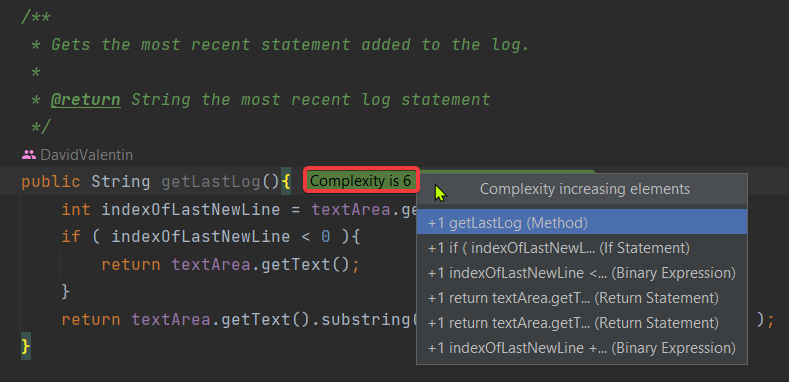 /**
 * Gets the most recent statement added to the log.
 *
 * @return String the most recent log statement
 */
DavidValentin
public String getLastLog(){ Complexity is 6
    int indexOfLastNewLine = textArea.ge
    if ( indexOfLastNewLine < 0 ){
        return textArea.getText();
    }
    return textArea.getText().substring( );
}
Complexity increasing elements
+1 getLastLog (Method)
+1 if ( indexOfLastNewL... (If Statement)
+1 indexOfLastNewLine <... (Binary Expression)
+1 return textArea.getT... (Return Statement)
+1 return textArea.getT... (Return Statement)
+1 indexOfLastNewLine +... (Binary Expression)